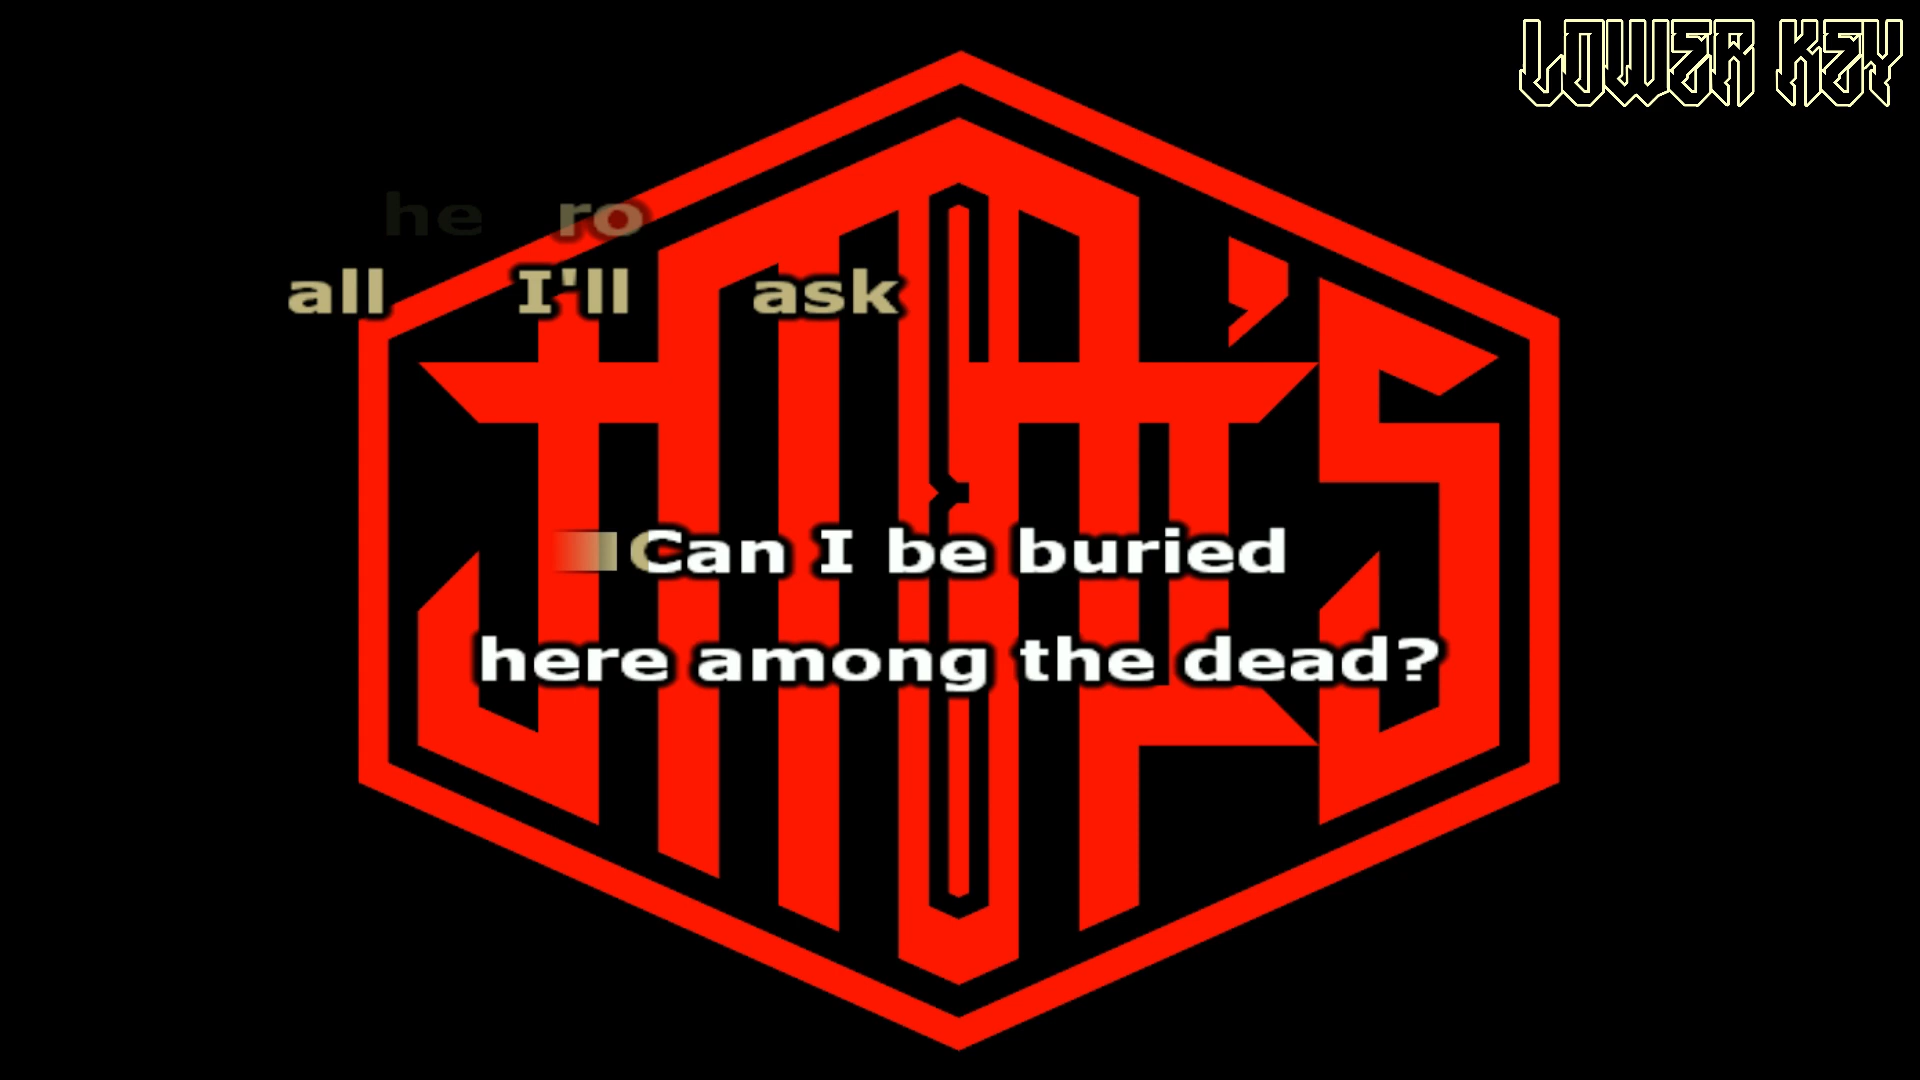 LOWER KEY
he ro
all I'll ask
Can I be buried
here among the dead?